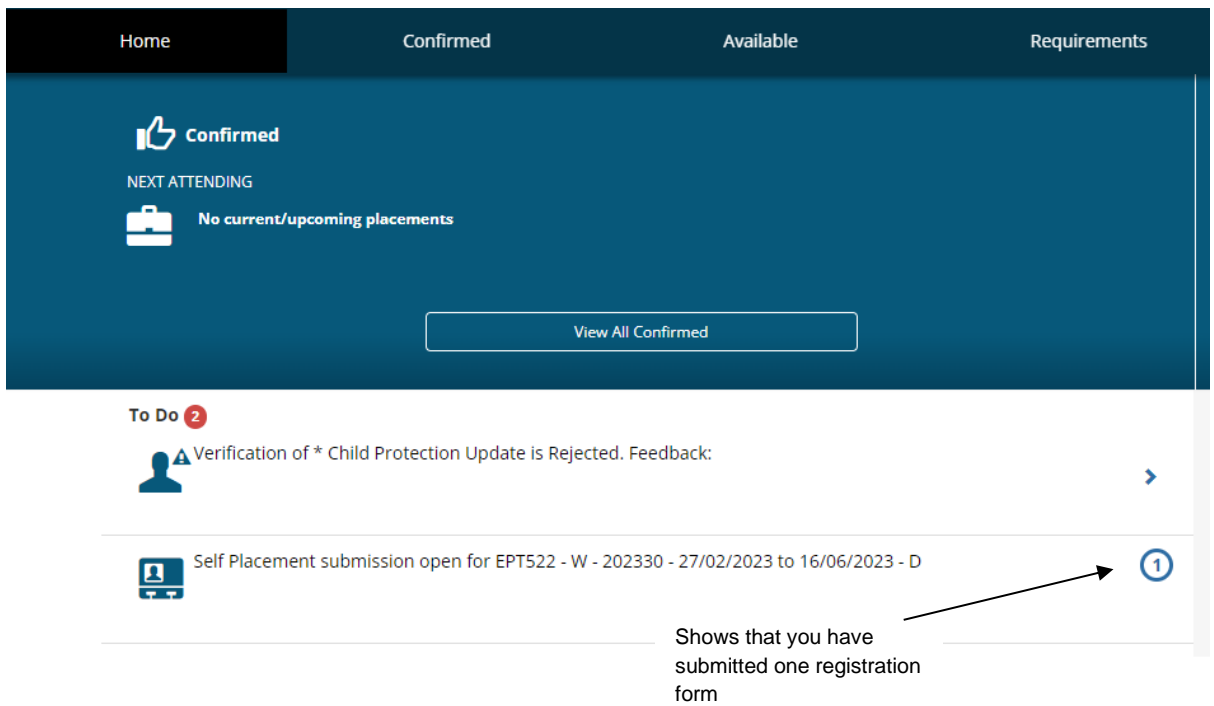 Home Confirmed Available Requirements
Confirmed
NEXT ATTENDING
No current/upcoming placements
View All Confirmed
To Do 2
Verification of * Child Protection Update is Rejected. Feedback:
Self Placement submission open for EPT522 - W - 202330 - 27/02/2023 to 16/06/2023 - D 1
Shows that you have
submitted one registration
form